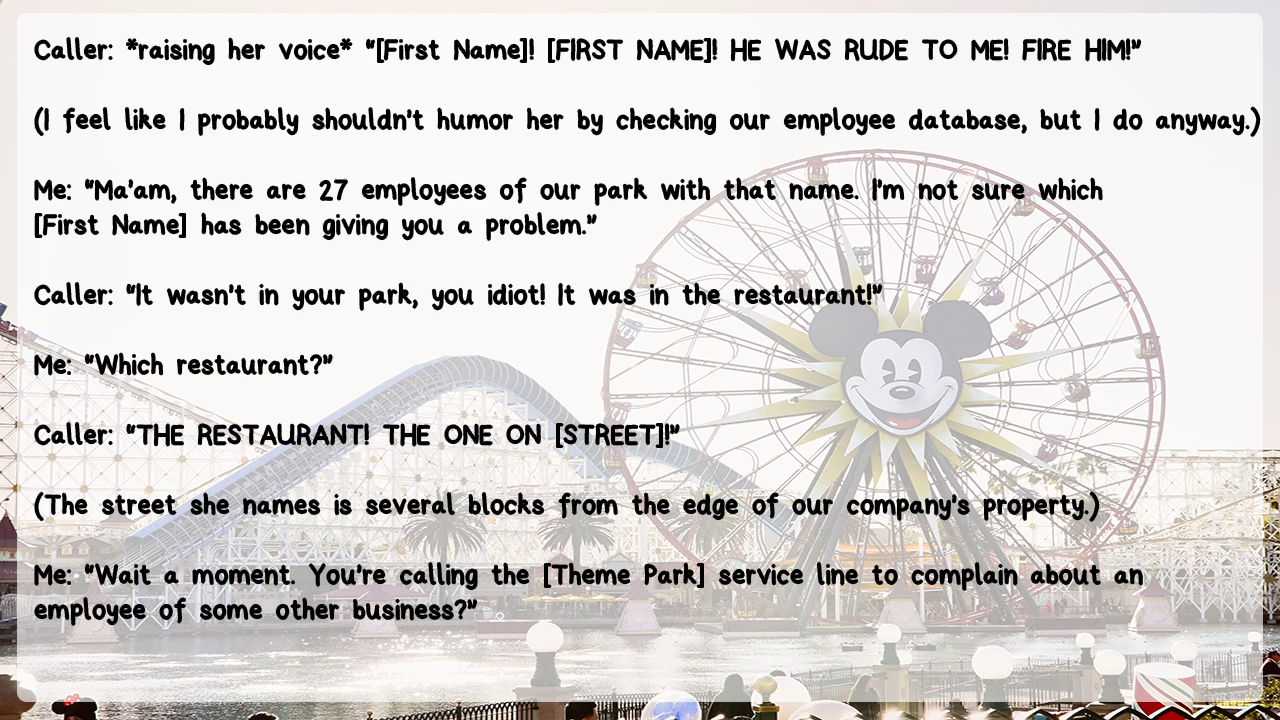 Caller: *raising her voice* "[First Name]! [FIRST NAME]! HE WAS RUDE TO ME! FIRE HIM!"
(I feel like I probably shouldn't humor her by checking our employee database, but I do anyway.)
Me: "Ma'am, there are 27 employees of our park with that name. I'm not sure which
[First Name] has been giving you a problem."
Caller: "It wasn't in your park, you idiot! It was in the restaurant!"
Me: "Which restaurant?"
Caller: "THE RESTAURANT! THE ONE ON [STREET]!"
(The street she names is several blocks from the edge of our company's property.)
Me: "Wait a moment. You're calling the [Theme Park] service line to complain about an
employee of some other business?"